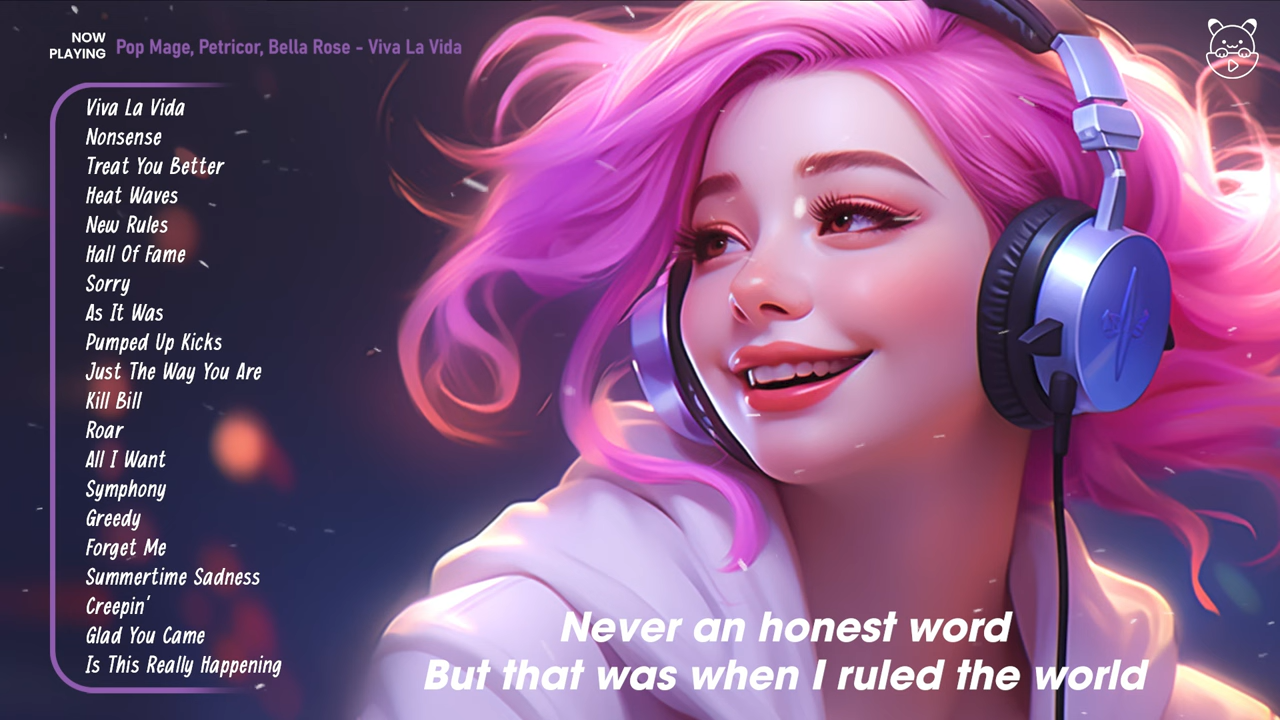 NOW
PLAYING
Pop Mage, Petricor, Bella Rose - Viva La Vida
Viva La Vida
Nonsense
Treat You Better
Heat Waves
New Rules
Hall Of Fame
Sorry
As It Was
Pumped Up Kicks
Just The Way You Are
Kill Bill
Roar
All I Want
Symphony
Greedy
Forget Me
Summertime Sadness
Creepin'
Glad You Came
Is This Really Happening
Never an honest word
But that was when I ruled the world